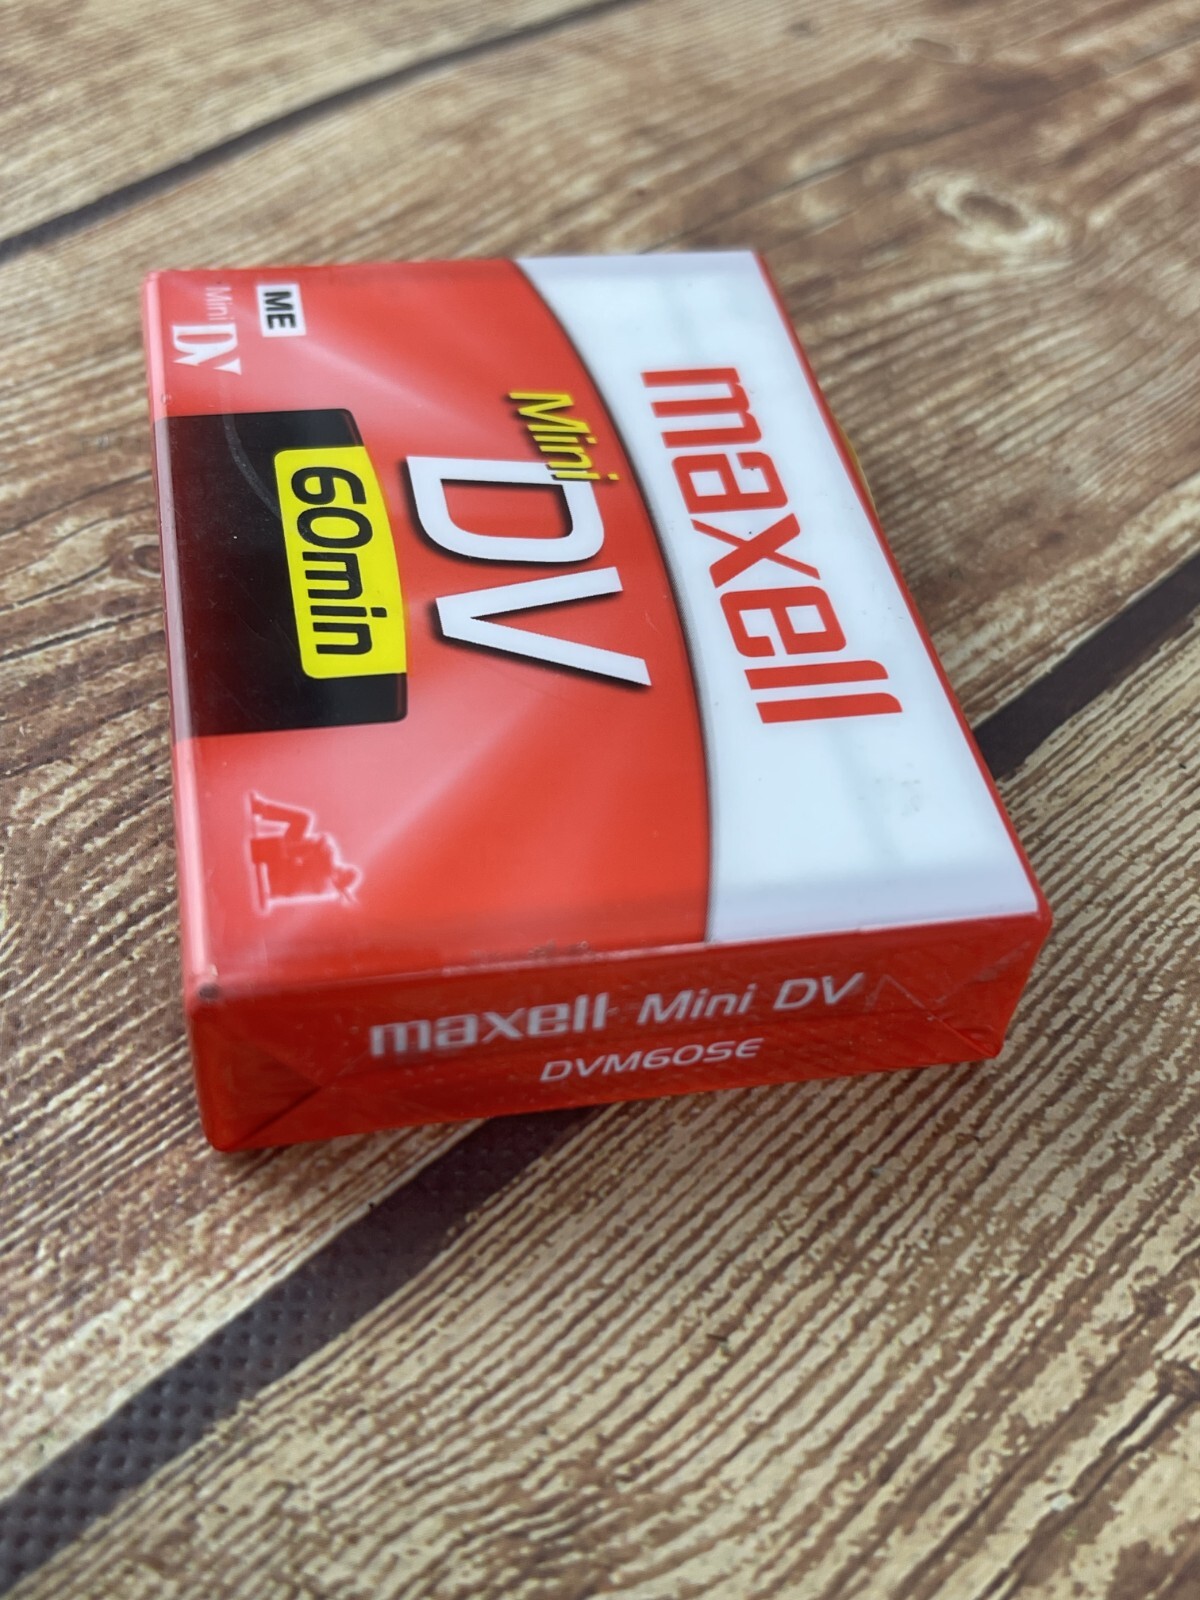 maxell
Mini
DV
60min
ME
Mini DV
maxell Mini DV
DVM60SE